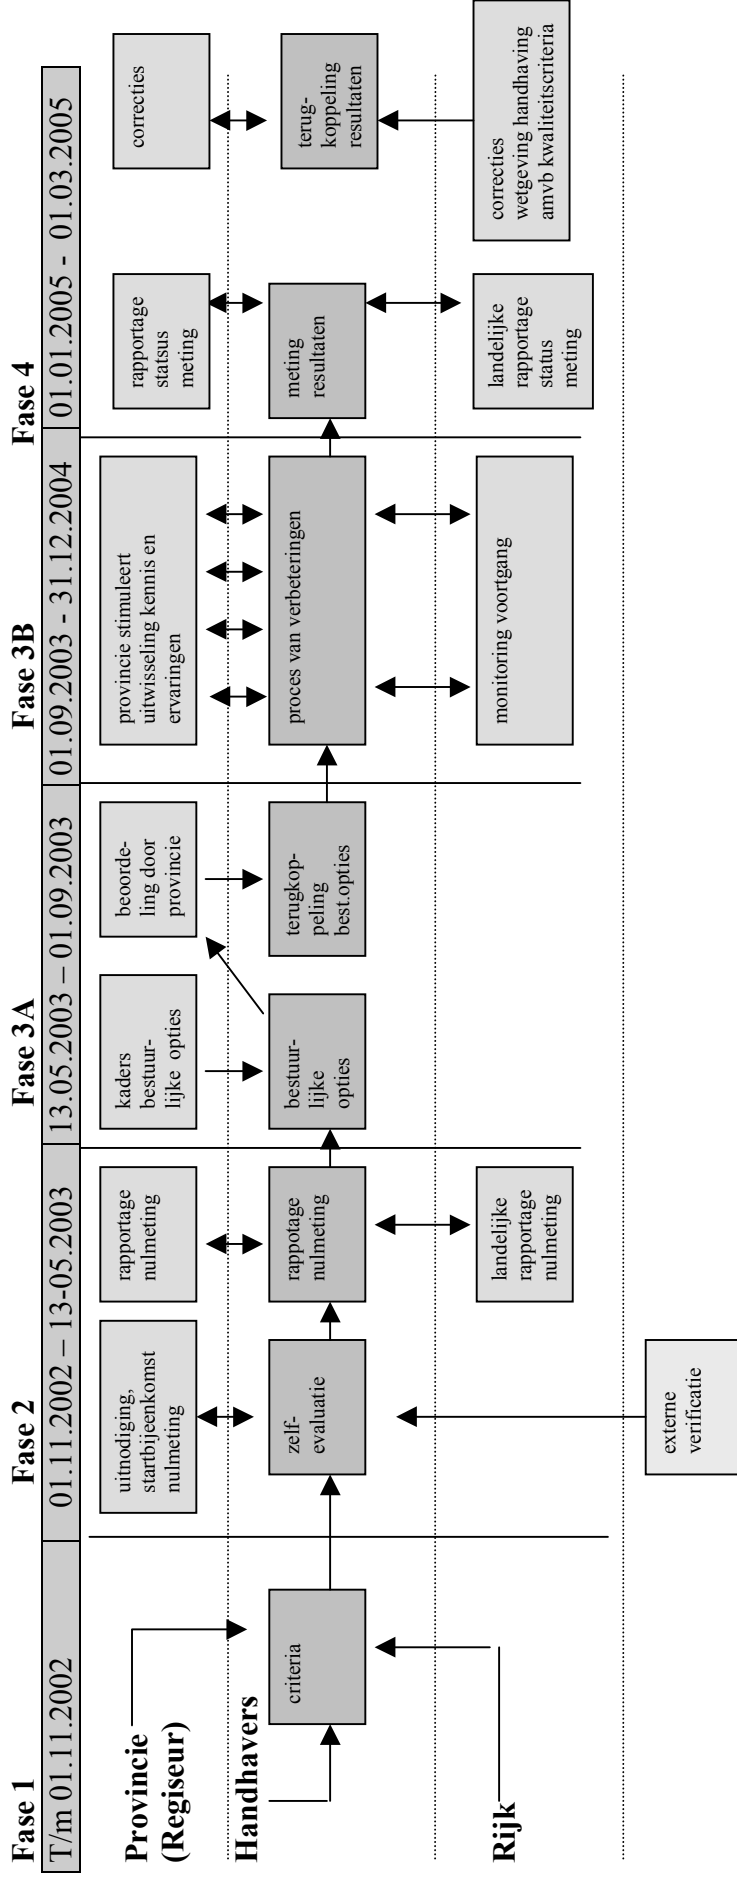 Fase 1
Fase 2
Fase 3A
Fase 3B
Fase 4
T/m 01.11.2002
01.11.2002 – 13-05.2003
13.05.2003 – 01.09.2003
01.09.2003 - 31.12.2004
01.01.2005 - 01.03.2005
Provincie
(Regiseur)
uitnodiging,
startbijeenkomst
nulmeting
rapportage
nulmeting
kaders
bestuur-
lijke opties
beoorde-
ling door
provincie
provincie stimuleert
uitwisseling kennis en
ervaringen
rapportage
statsus
meting
correcties
Handhavers
criteria
zelf-
evaluatie
rappotage
nulmeting
bestuur-
lijke
opties
terugkop-
peling
best.opties
proces van verbeteringen
meting
resultaten
terug-
koppeling
resultaten
Rijk
landelijke
rapportage
nulmeting
monitoring voortgang
landelijke
rapportage
status
meting
correcties
wetgeving handhaving
amvb kwaliteitscriteria
externe
verificatie